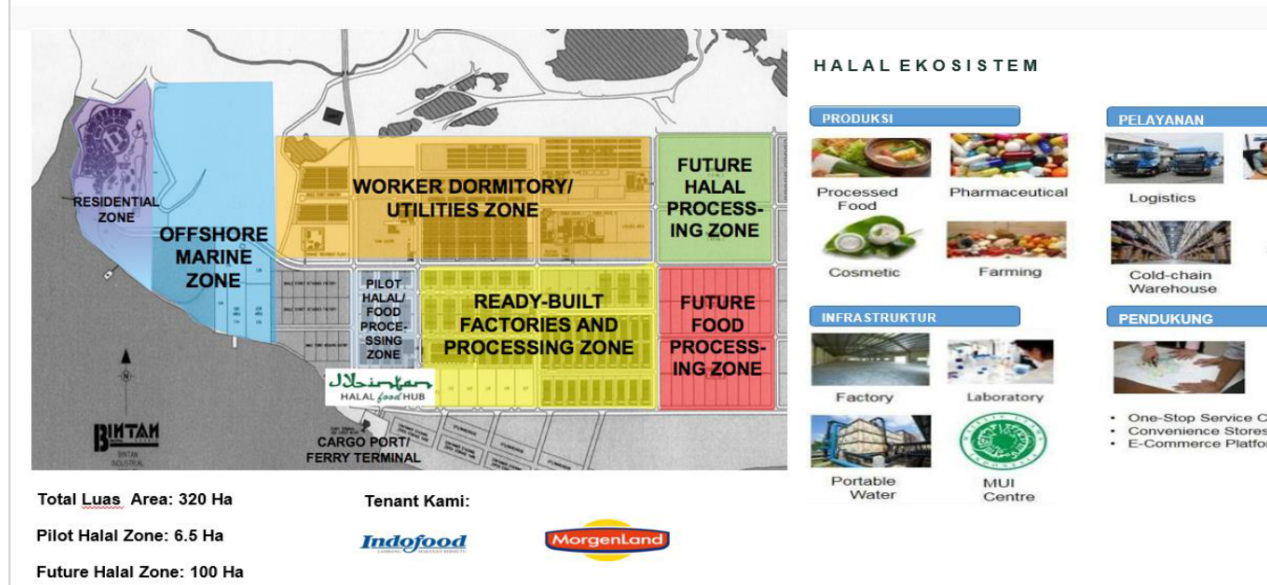 HALAL EKOSISTEM
RESIDENTIAL
ZONE
OFFSHORE
MARINE
ZONE
WORKER DORMITORY/
UTILITIES ZONE
FUTURE
HALAL
PROCESS-
ING ZONE
PILOT
HALAL/
FOOD
PROCE-
SSING
ZONE
READY-BUILT
FACTORIES AND
PROCESSING ZONE
FUTURE
FOOD
PROCESS-
ING ZONE
HALAL food HUB
CARGO PORT/
FERRY TERMINAL
N
BINTAN
BINTAN
INDUSTRIAL
PRODUKSI
Processed
Food
Pharmaceutical
Cosmetic
Farming
PELAYANAN
Logistics
Cold-chain
Warehouse
INFRASTRUKTUR
Factory
Laboratory
Portable
Water
MUI
Centre
PENDUKUNG
• One-Stop Service C
• Convenience Stores
• E-Commerce Platfo
Total Luas Area: 320 Ha
Pilot Halal Zone: 6.5 Ha
Future Halal Zone: 100 Ha
Tenant Kami:
Indofood
MorgenLand